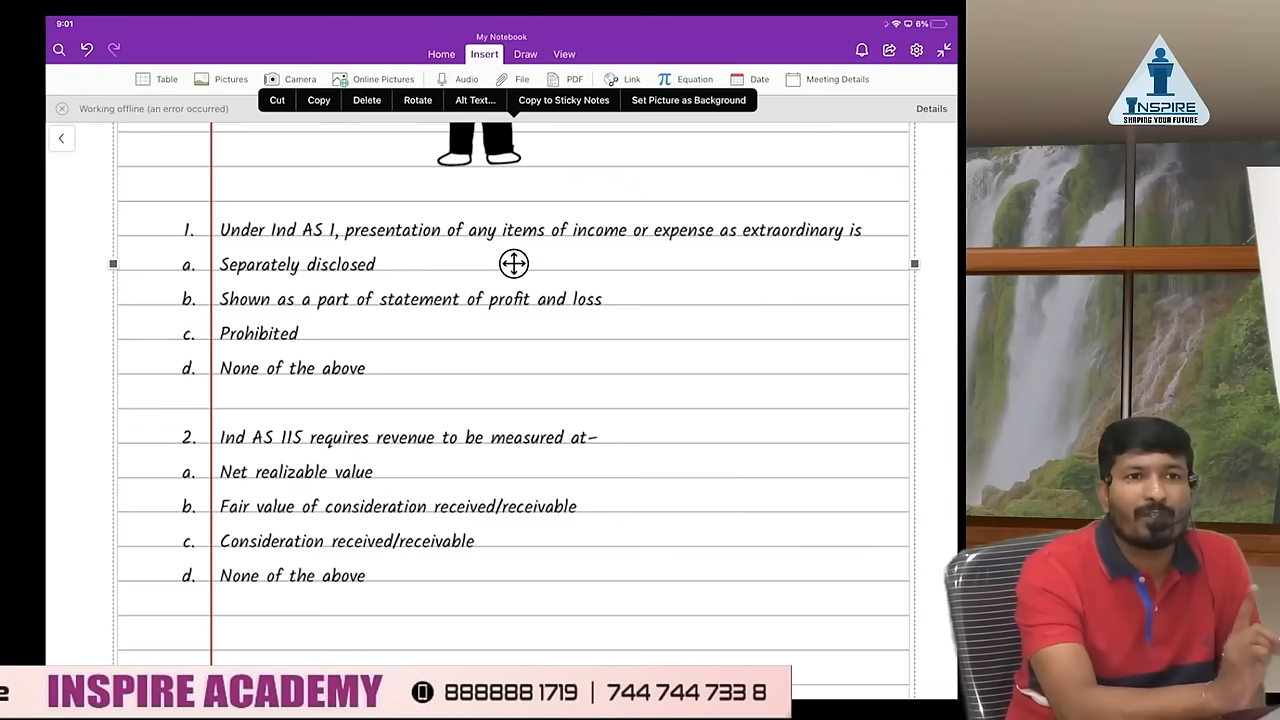 9:01
6%
My Notebook
Home Insert Draw View
Table Pictures Camera Online Pictures Audio File PDF Link Equation Date Meeting Details
Cut Copy Delete Rotate Alt Text... Copy to Sticky Notes Set Picture as Background
Working offline (an error occurred) Details
INSPIRE
SHAPING YOUR FUTURE
1. Under Ind AS 1, presentation of any items of income or expense as extraordinary is
a. Separately disclosed
b. Shown as a part of statement of profit and loss
c. Prohibited
d. None of the above
2. Ind AS 115 requires revenue to be measured at-
a. Net realizable value
b. Fair value of consideration received/receivable
c. Consideration received/receivable
d. None of the above
e INSPIRE ACADEMY 888888 1719 | 744 744 733 8